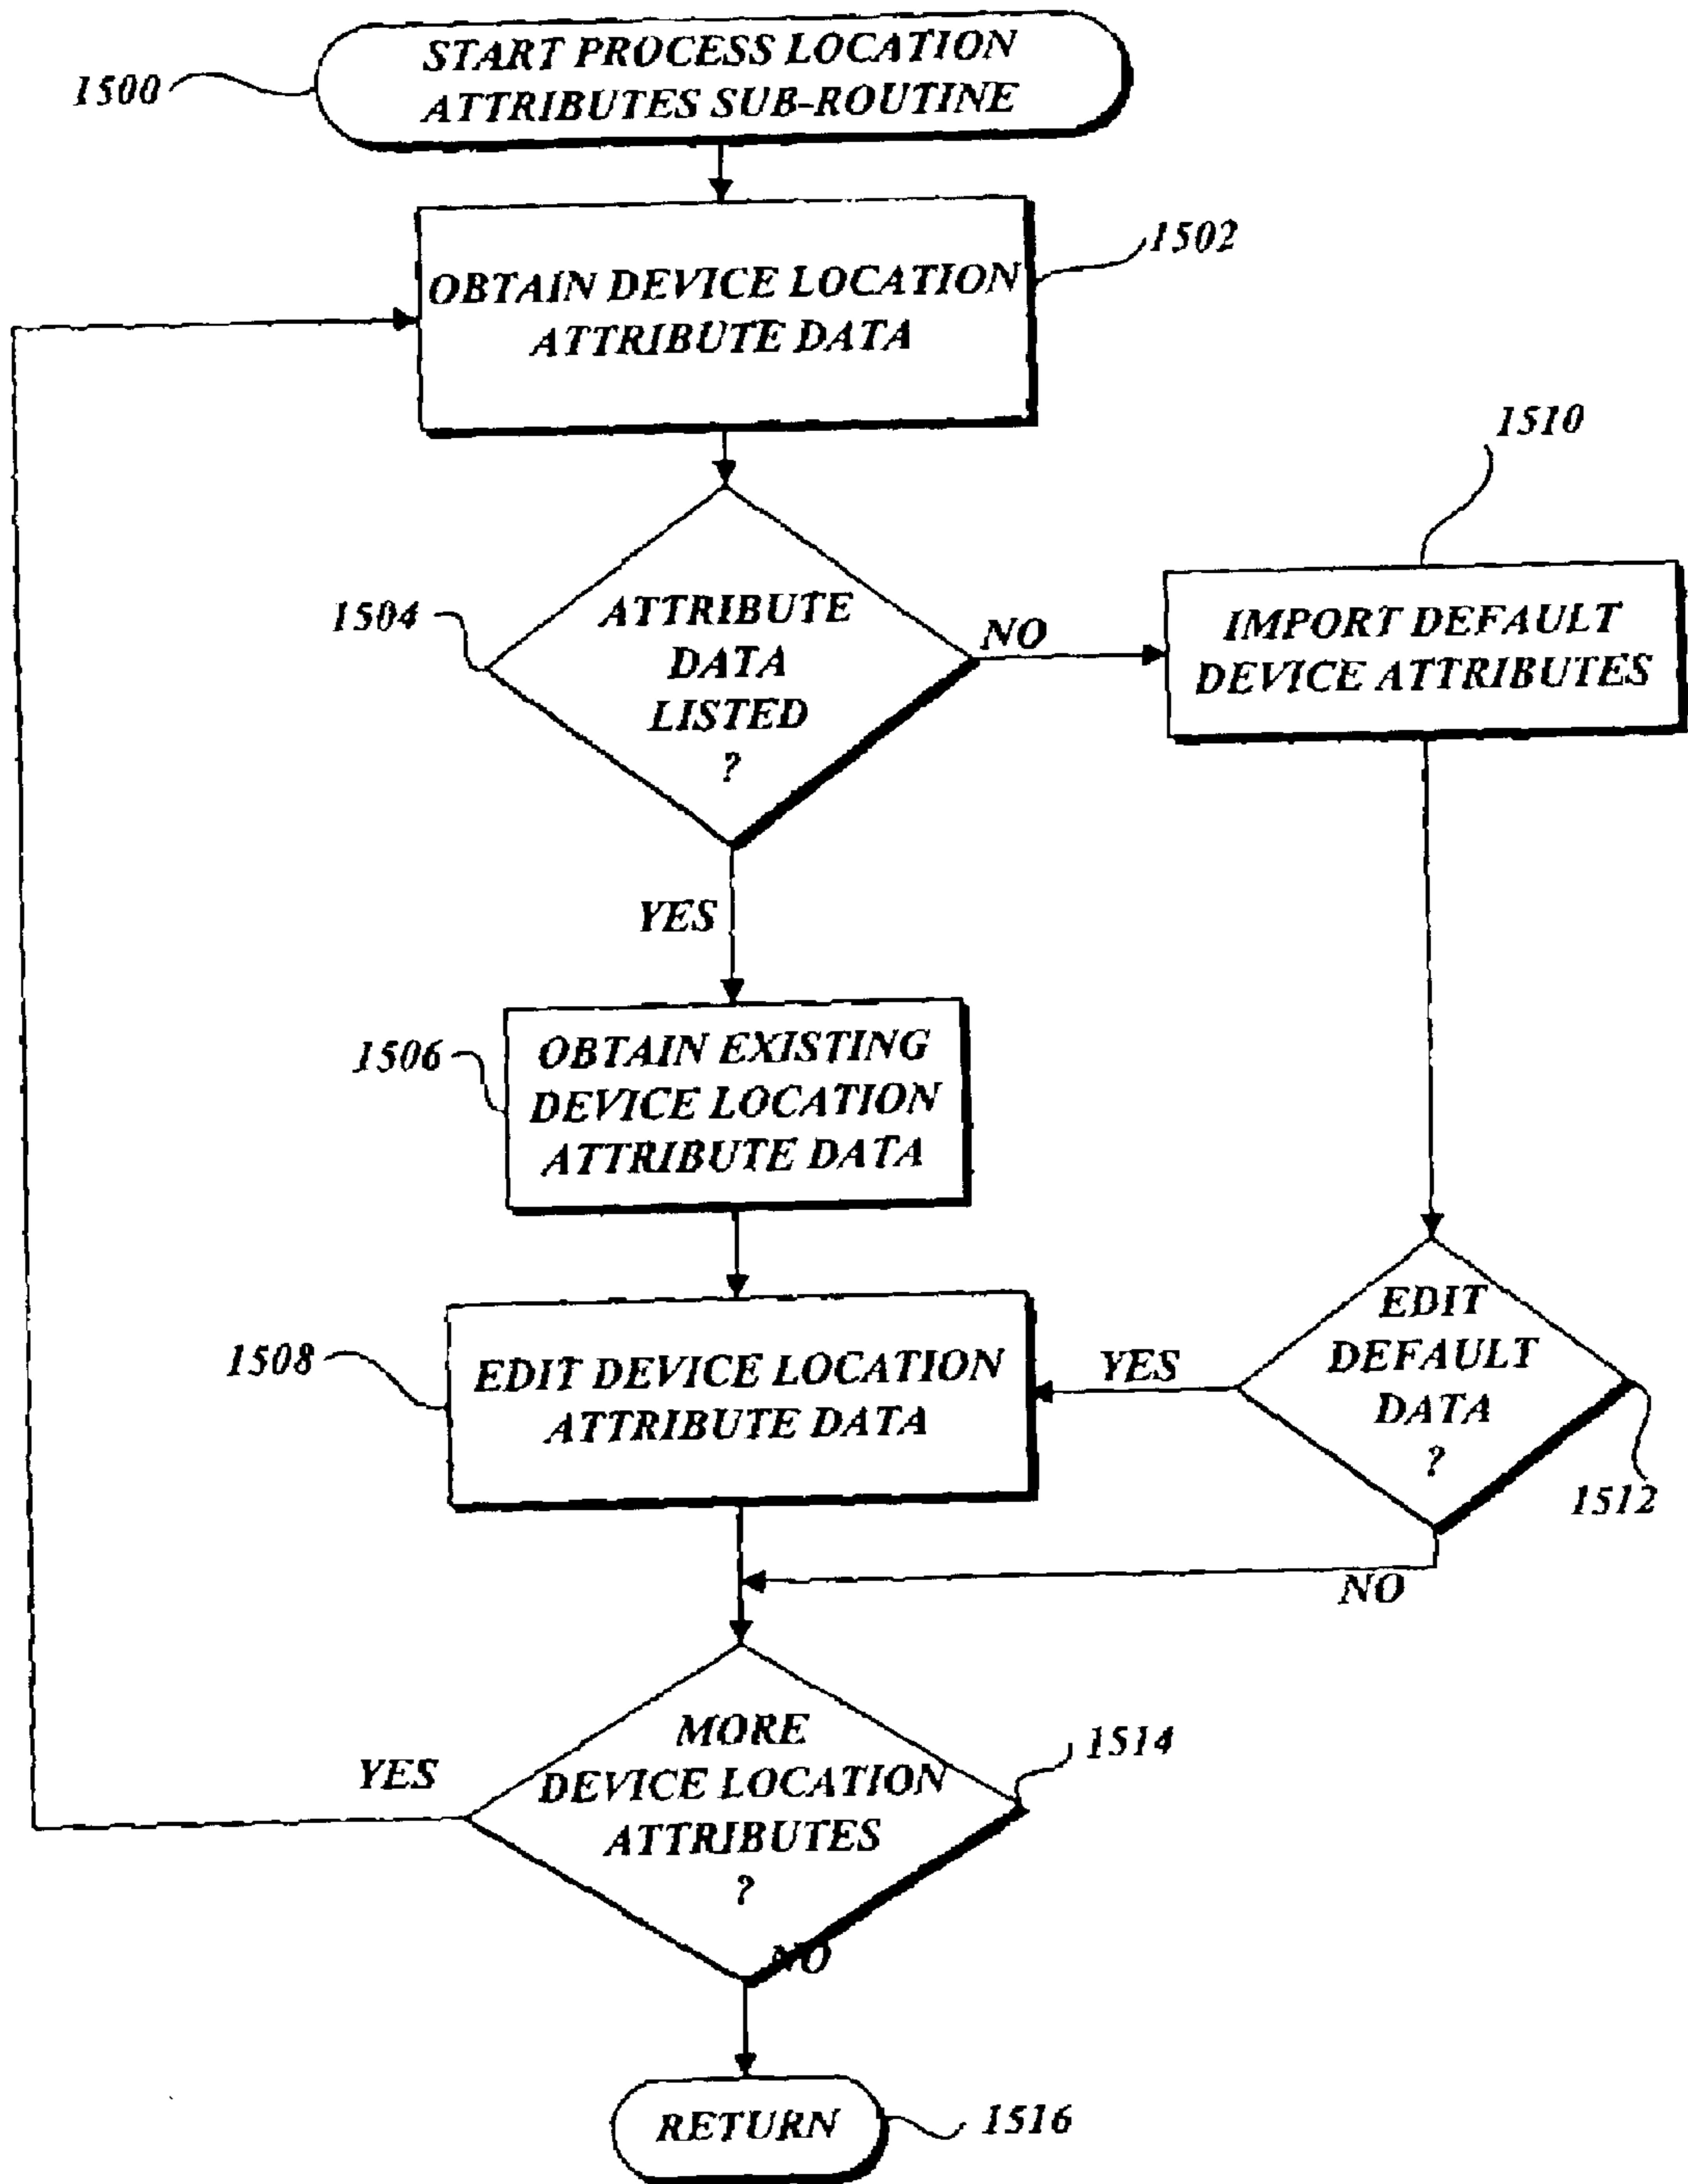 START PROCESS LOCATION
ATTRIBUTES SUB-ROUTINE
1500
OBTAIN DEVICE LOCATION
ATTRIBUTE DATA
1502
1504
ATTRIBUTE
DATA
LISTED
?
NO
1510
IMPORT DEFAULT
DEVICE ATTRIBUTES
YES
1506
OBTAIN EXISTING
DEVICE LOCATION
ATTRIBUTE DATA
1508
EDIT DEVICE LOCATION
ATTRIBUTE DATA
YES
EDIT
DEFAULT
DATA
?
1512
NO
YES
MORE
DEVICE LOCATION
ATTRIBUTES
?
1514
NO
RETURN
1516